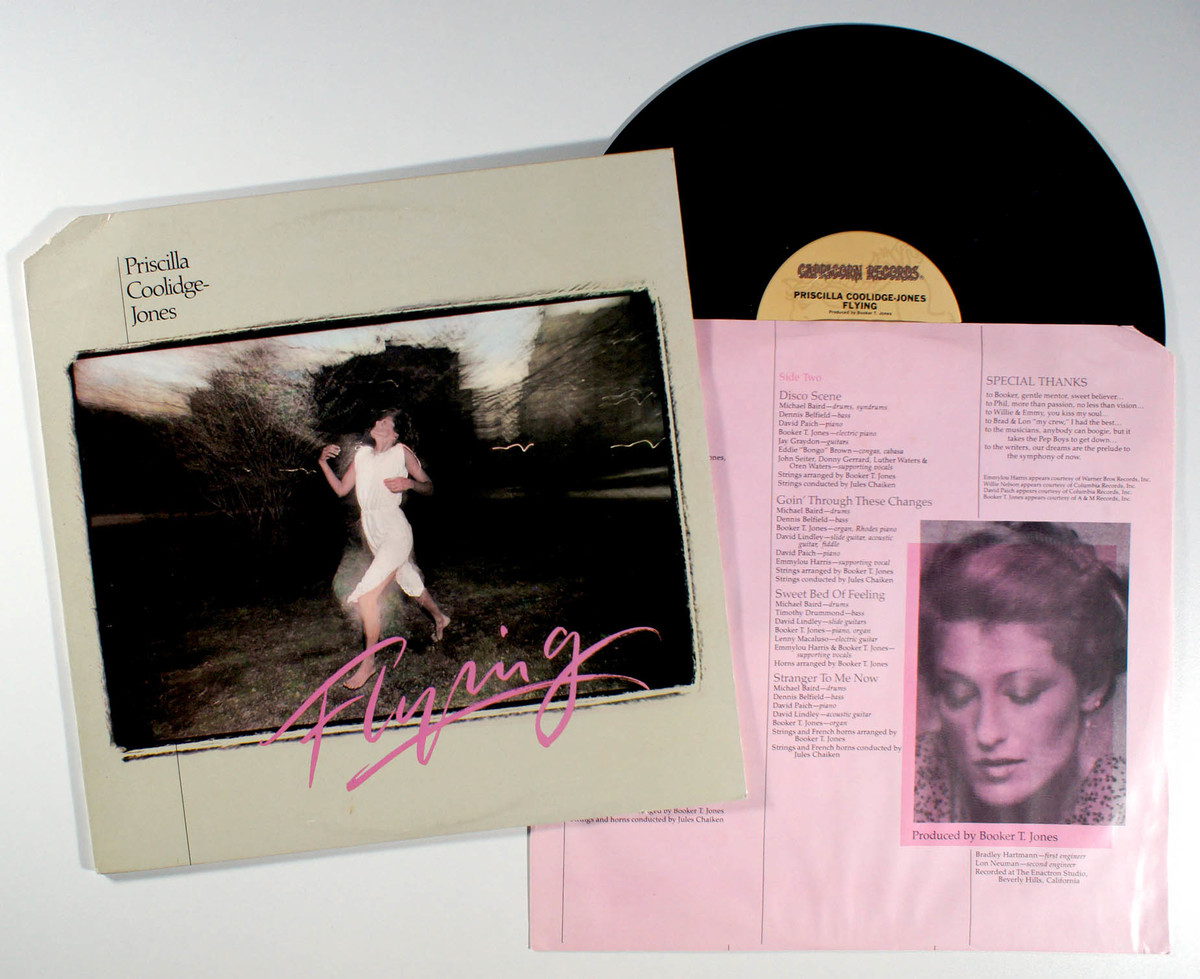 Priscilla
Coolidge-
Jones
Flying
CAPRICORN RECORDS
PRISCILLA COOLIDGE-JONES
FLYING
Produced by Booker T. Jones
Side Two
Disco Scene
Michael Baird—drums, syndrums
Dennis Belfield—bass
David Paich—piano
Booker T. Jones—electric piano
Jay Graydon—guitars
Eddie "Bongo" Brown—congas, cabasa
John Seiter, Donny Gerrard, Luther Waters &
Oren Waters—supporting vocals
Strings arranged by Booker T. Jones
Strings conducted by Jules Chaiken
Goin' Through These Changes
Michael Baird—drums
Dennis Belfield—bass
Booker T. Jones—organ, Rhodes piano
David Lindley—slide guitar, acoustic
guitar, fiddle
David Paich—piano
Emmylou Harris—supporting vocal
Strings arranged by Booker T. Jones
Strings conducted by Jules Chaiken
Sweet Bed Of Feeling
Michael Baird—drums
Timothy Drummond—bass
David Lindley—slide guitars
Booker T. Jones—piano, organ
Lenny Macaluso—electric guitar
Emmylou Harris & Booker T. Jones—
supporting vocals
Horns arranged by Booker T. Jones
Stranger To Me Now
Michael Baird—drums
Dennis Belfield—bass
David Paich—piano
David Lindley—acoustic guitar
Booker T. Jones—organ
Strings and French horns arranged by
Booker T. Jones
Strings and French horns conducted by
Jules Chaiken
SPECIAL THANKS
to Booker, gentle mentor, sweet believer...
to Phil, more than passion, no less than vision...
to Willie & Emmy, you kiss my soul...
to Brad & Lon "my crew," I had the best...
to the musicians, anybody can boogie, but it
takes the Pep Boys to get down...
to the writers, our dreams are the prelude to
the symphony of now.
Emmylou Harris appears courtesy of Warner Bros Records, Inc.
Willie Nelson appears courtesy of Columbia Records, Inc.
David Paich appears courtesy of Columbia Records, Inc.
Booker T. Jones appears courtesy of A & M Records, Inc.
Produced by Booker T. Jones
Bradley Hartmann—first engineer
Lon Neuman—second engineer
Recorded at The Enactron Studio,
Beverly Hills, California
by Booker T. Jones
and horns conducted by Jules Chaiken